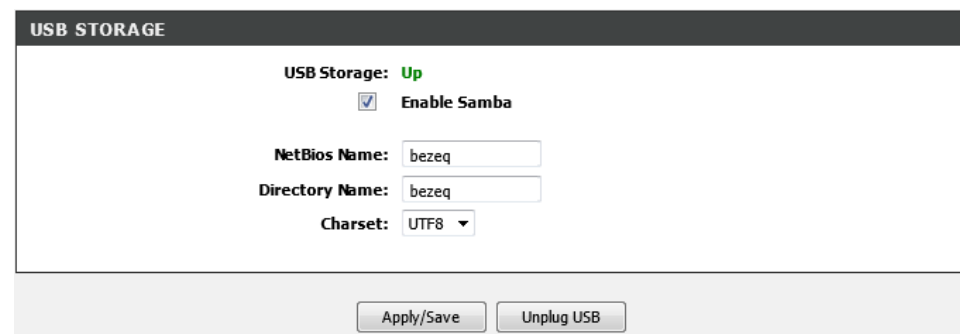 USB STORAGE
USB Storage: Up
Enable Samba
NetBios Name: bezeq
Directory Name: bezeq
Charset: UTF8
Apply/Save Unplug USB